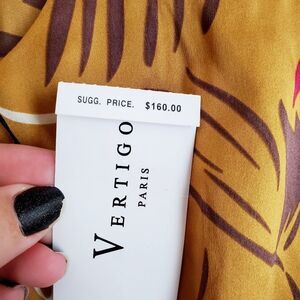 SUGG. PRICE. $160.00
VERTIGO
PARIS